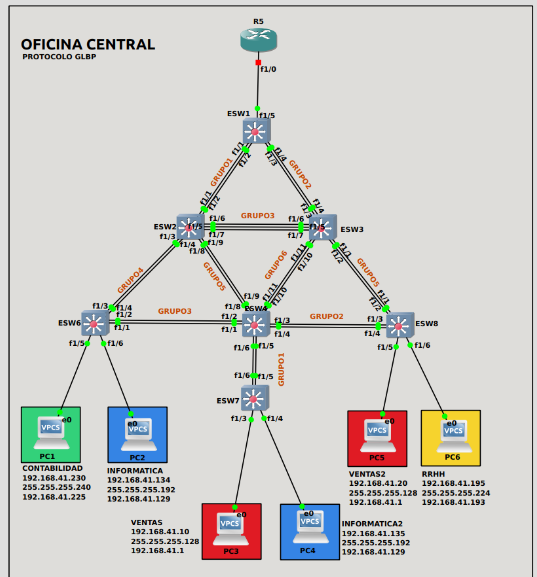 R5
OFICINA CENTRAL
PROTOCOLO GLBP
f1/0
f1/5
ESW1
f1/1
f1/2
f1/4
f1/3
GRUPO1
GRUPO2
f1/1
f1/2
f1/4
GRUPO3
ESW2
f1/5
f1/6
f1/7
f1/6
f1/7
f1/5
ESW3
f1/3
f1/4
f1/9
f1/8
f1/11
f1/10
f1/1
f1/2
GRUPO4
GRUPO5
GRUPO6
GRUPO5
f1/3
f1/4
f1/9
f1/8
f1/11
f1/10
f1/1
f1/2
ESW6
f1/2
f1/1
GRUPO3
f1/2
f1/1
ESW4
f1/3
f1/4
GRUPO2
f1/3
f1/4
ESW8
f1/5
f1/6
f1/6
f1/5
f1/5
f1/6
GRUPO1
f1/6
f1/5
ESW7
f1/3
f1/4
e0
VPCS
PC1
e0
VPCS
PC2
e0
VPCS
PC5
e0
VPCS
PC6
CONTABILIDAD
192.168.41.230
255.255.255.240
192.168.41.225
INFORMATICA
192.168.41.134
255.255.255.192
192.168.41.129
VENTAS2
192.168.41.20
255.255.255.128
192.168.41.1
RRHH
192.168.41.195
255.255.255.224
192.168.41.193
VENTAS
192.168.41.10
255.255.255.128
192.168.41.1
e0
VPCS
PC3
e0
VPCS
PC4
INFORMATICA2
192.168.41.135
255.255.255.192
192.168.41.129